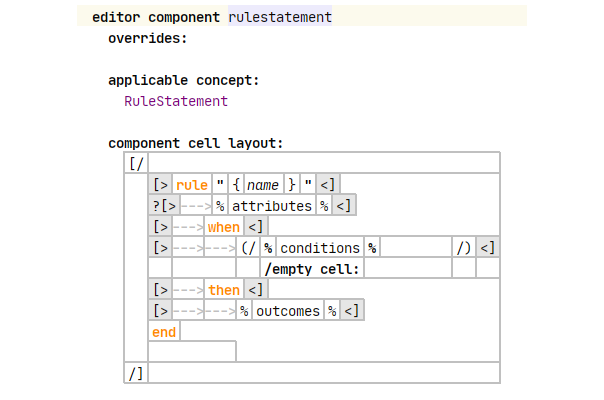 editor component rulestatement
overrides:
applicable concept:
RuleStatement
component cell layout:
[/
[> rule " { name } " <]
?[> ---> % attributes % <]
[> ---> when <]
[> --->---> (/ % conditions % /) <]
/empty cell:
[> ---> then <]
[> --->---> % outcomes % <]
end
/]